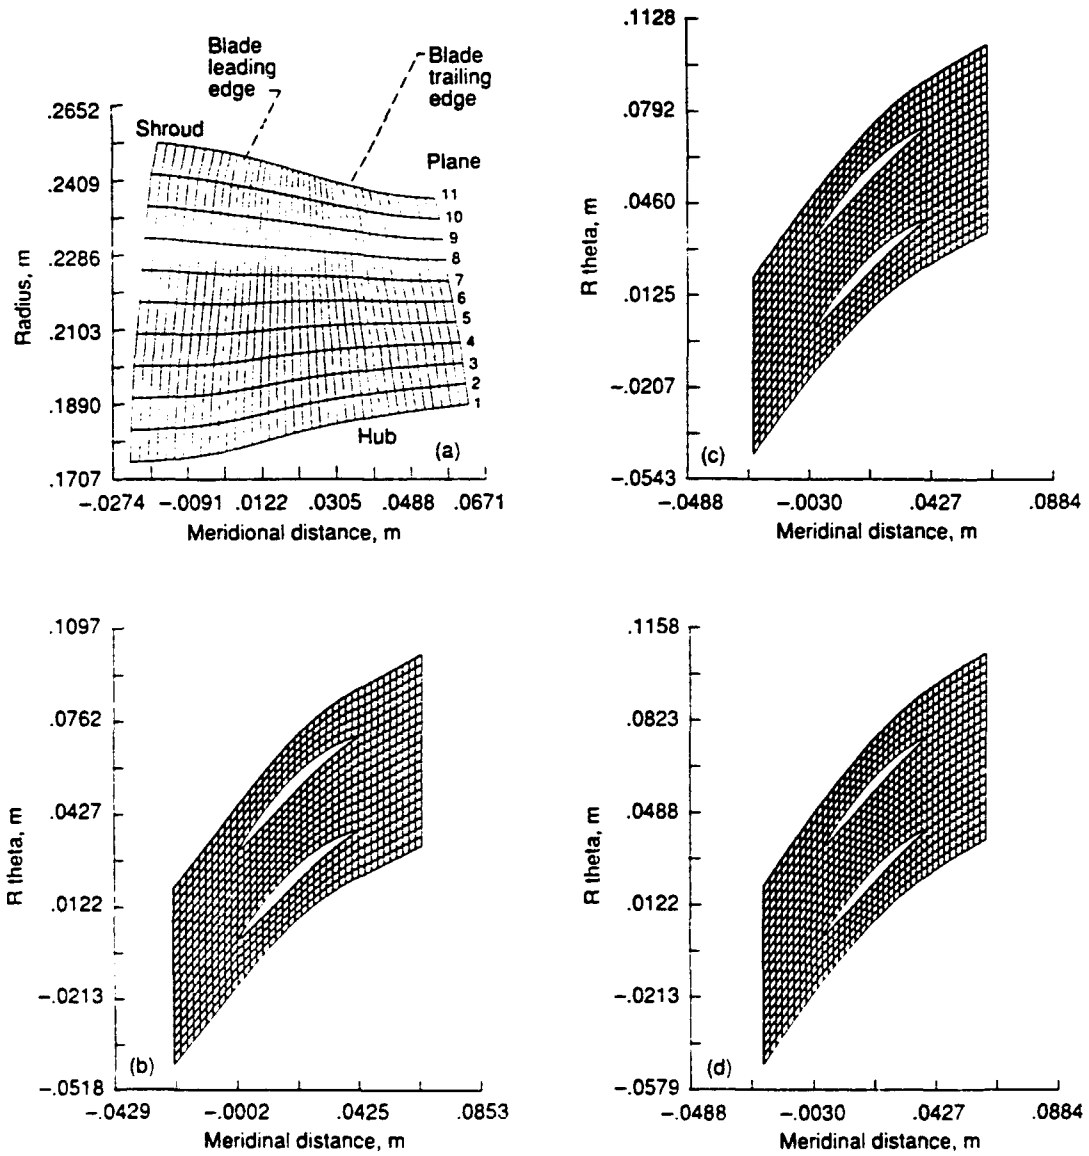 Blade
leading
edge
Blade
trailing
edge
.2652
Shroud
Plane
.2409
11
10
9
.2286
8
7
6
Radius, m
.2103
5
4
3
2
.1890
1
Hub
(a)
.1707
-.0274 -.0091 .0122 .0305 .0488 .0671
Meridional distance, m
.1128
.0792
.0460
R theta, m
.0125
-.0207
(c)
-.0543
-.0488 -.0030 .0427 .0884
Meridinal distance, m
.1097
.0762
.0427
R theta, m
.0122
-.0213
(b)
-.0518
-.0429 -.0002 .0425 .0853
Meridinal distance, m
.1158
.0823
.0488
R theta, m
.0122
-.0213
(d)
-.0579
-.0488 -.0030 .0427 .0884
Meridinal distance, m